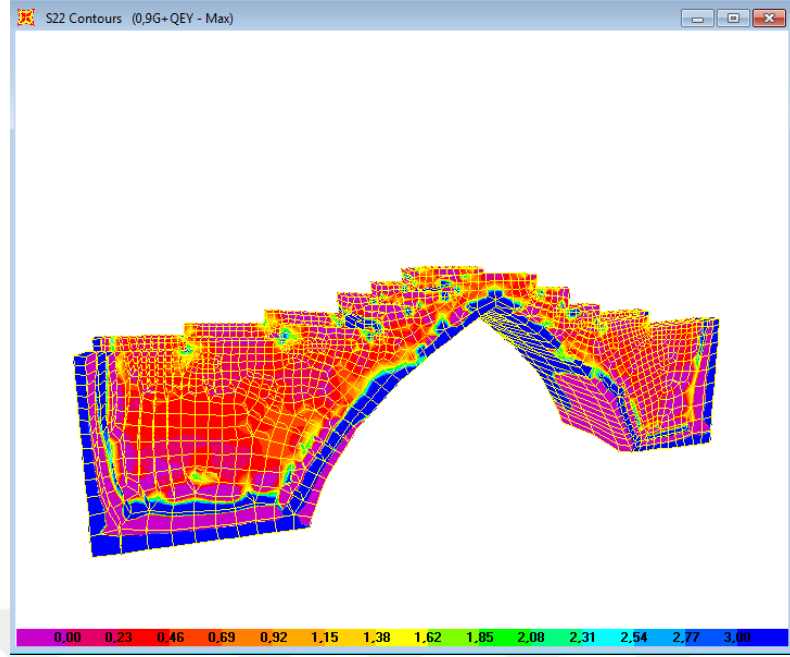 S22 Contours (0,9G+QEY - Max)
0,00 0,23 0,46 0,69 0,92 1,15 1,38 1,62 1,85 2,08 2,31 2,54 2,77 3,00